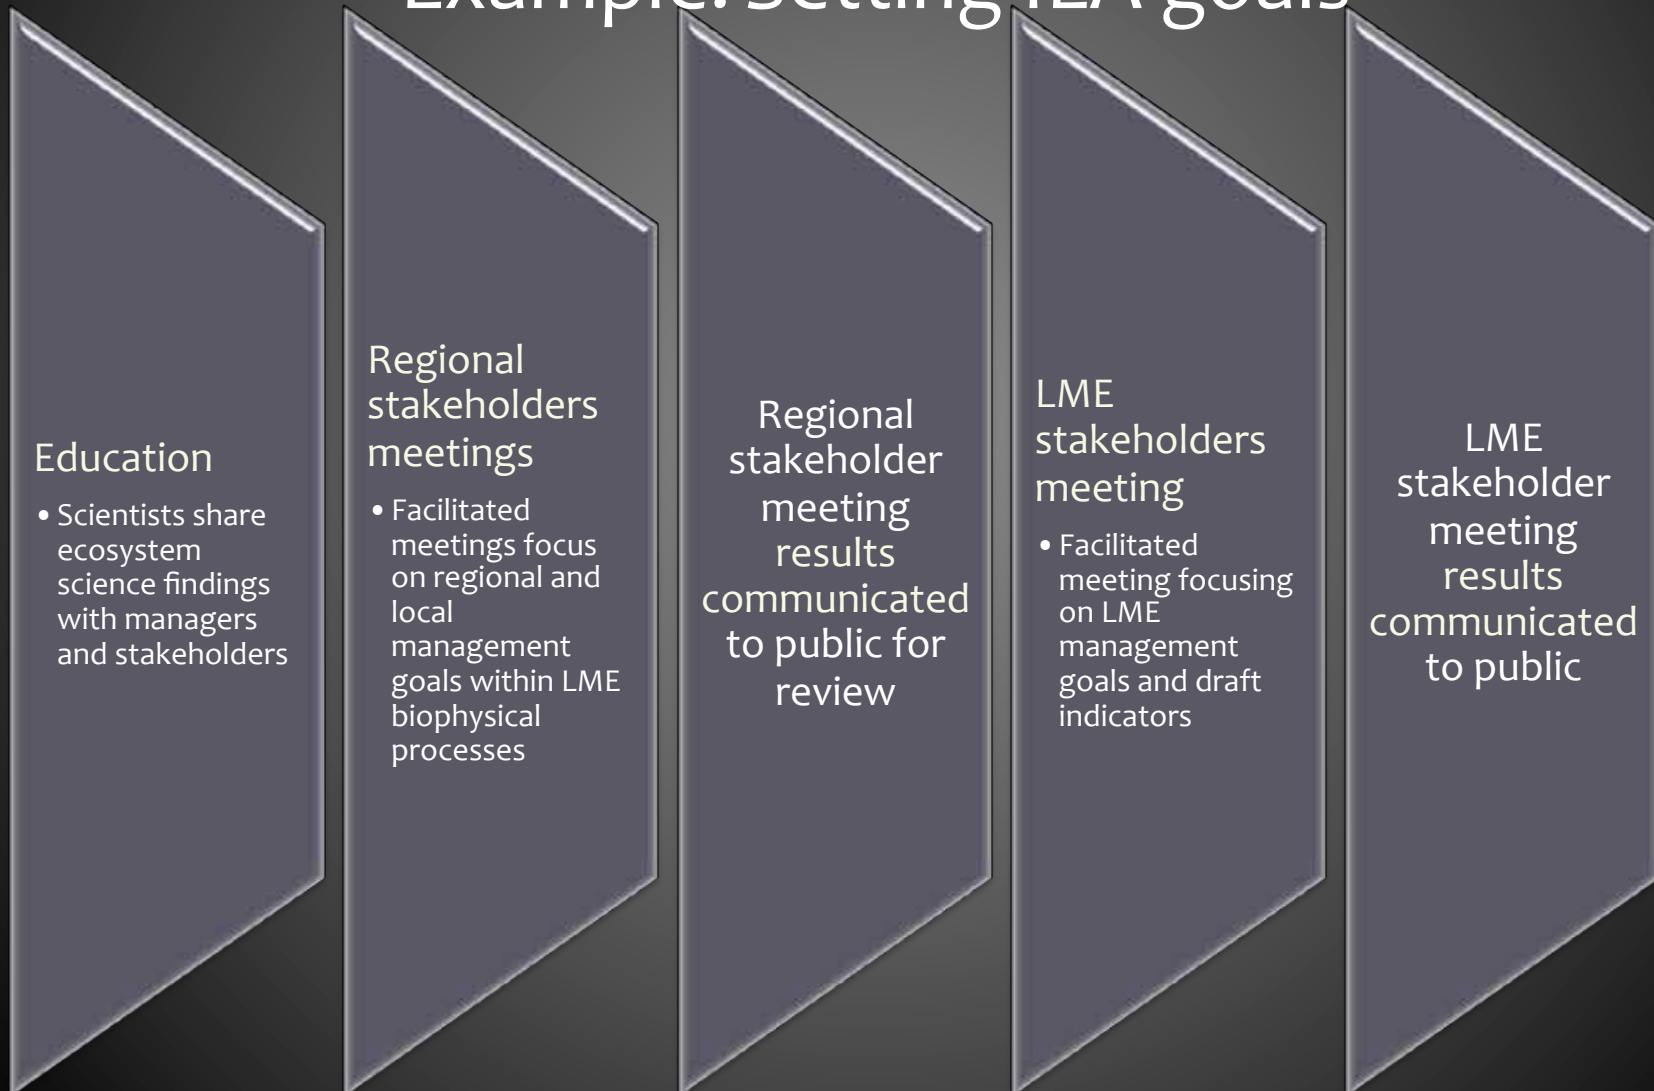 Example: Setting IEA goals
Education
• Scientists share
ecosystem
science findings
with managers
and stakeholders
Regional
stakeholders
meetings
• Facilitated
meetings focus
on regional and
local
management
goals within LME
biophysical
processes
Regional
stakeholder
meeting
results
communicated
to public for
review
LME
stakeholders
meeting
• Facilitated
meeting focusing
on LME
management
goals and draft
indicators
LME
stakeholder
meeting
results
communicated
to public